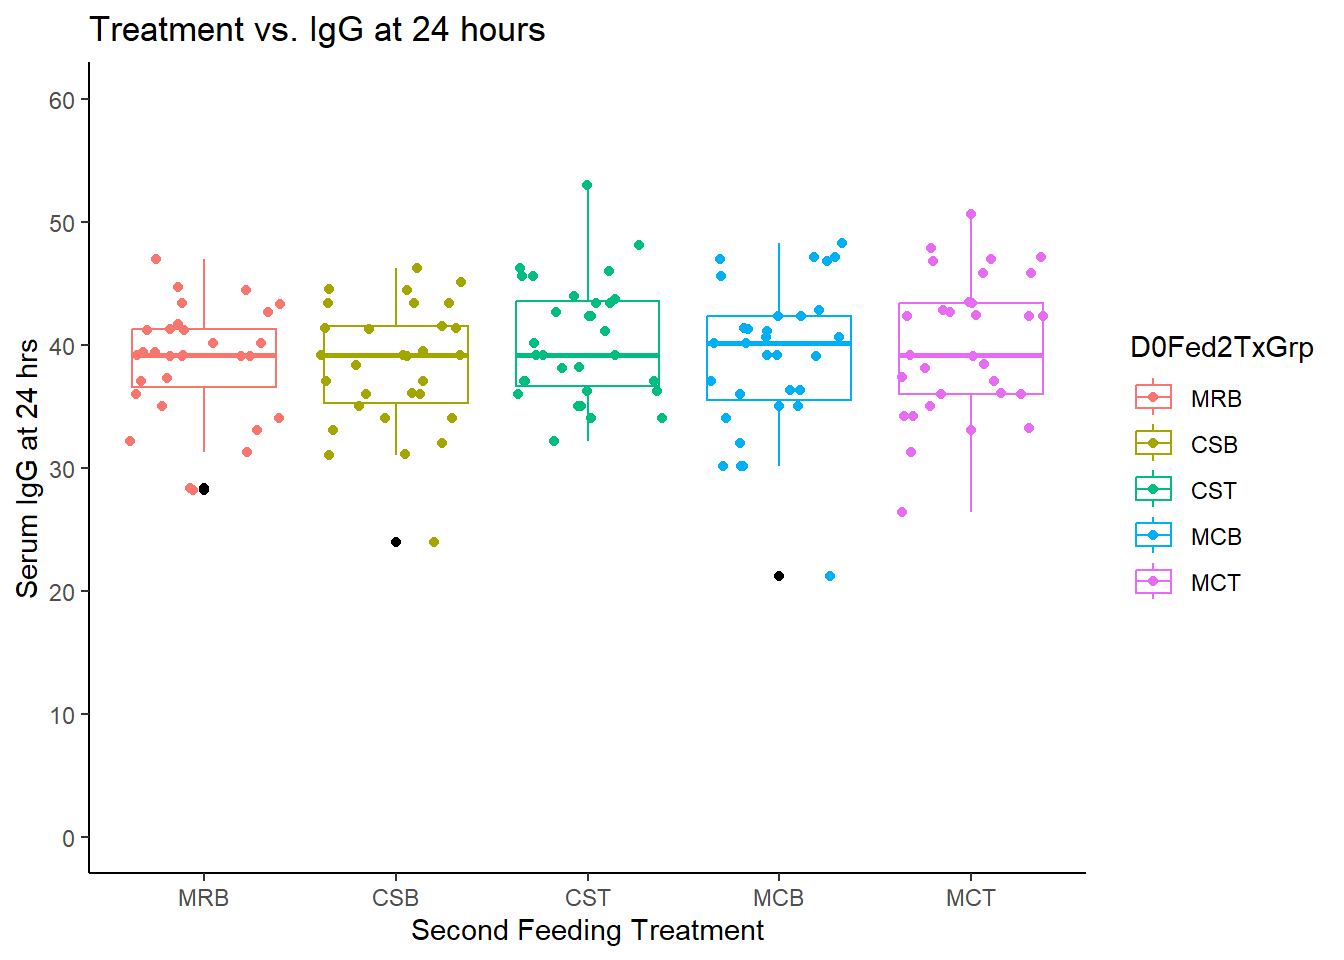 Treatment vs. IgG at 24 hours
Serum IgG at 24 hrs
60
50
40
30
20
10
0
MRB CSB CST MCB MCT
Second Feeding Treatment
D0Fed2TxGrp
MRB
CSB
CST
MCB
MCT